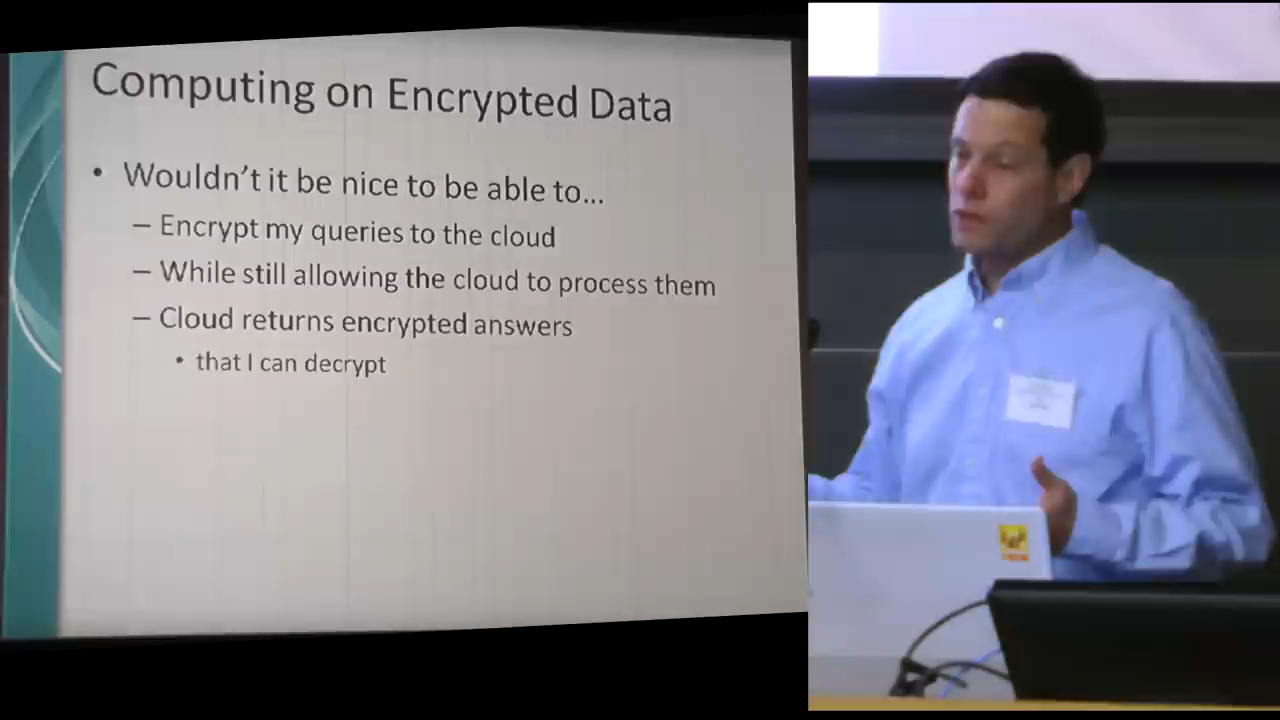 Computing on Encrypted Data
• Wouldn't it be nice to be able to...
– Encrypt my queries to the cloud
– While still allowing the cloud to process them
– Cloud returns encrypted answers
• that I can decrypt